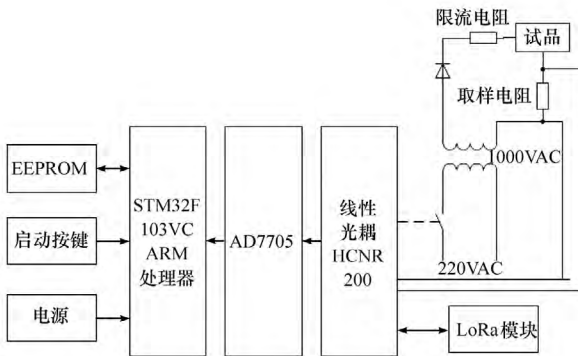 限流电阻
试品
取样电阻
EEPROM
启动按键
电源
STM32F
103VC
ARM
处理器
AD7705
线性
光耦
HCNR
200
000VAC
220VAC
LoRa模块